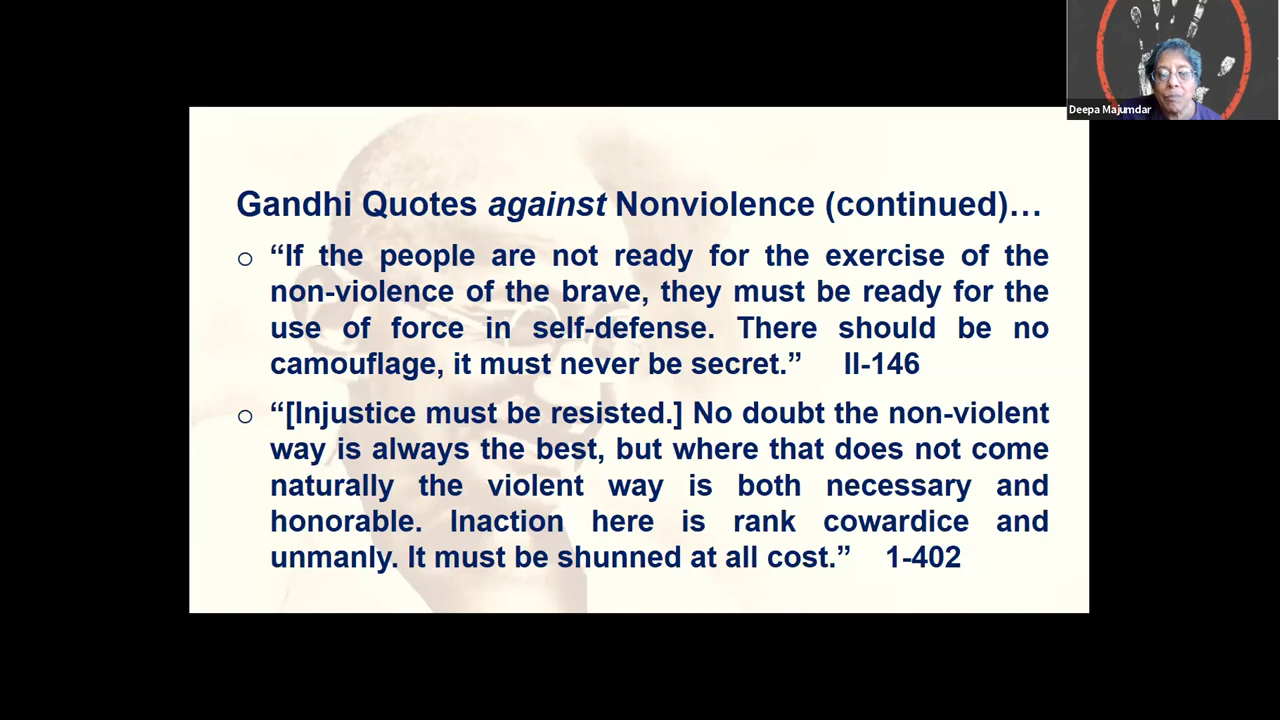 Deepa Majumdar
Gandhi Quotes against Nonviolence (continued)…
“If the people are not ready for the exercise of the
non-violence of the brave, they must be ready for the
use of force in self-defense. There should be no
camouflage, it must never be secret.” II-146
“[Injustice must be resisted.] No doubt the non-violent
way is always the best, but where that does not come
naturally the violent way is both necessary and
honorable. Inaction here is rank cowardice and
unmanly. It must be shunned at all cost.” 1-402